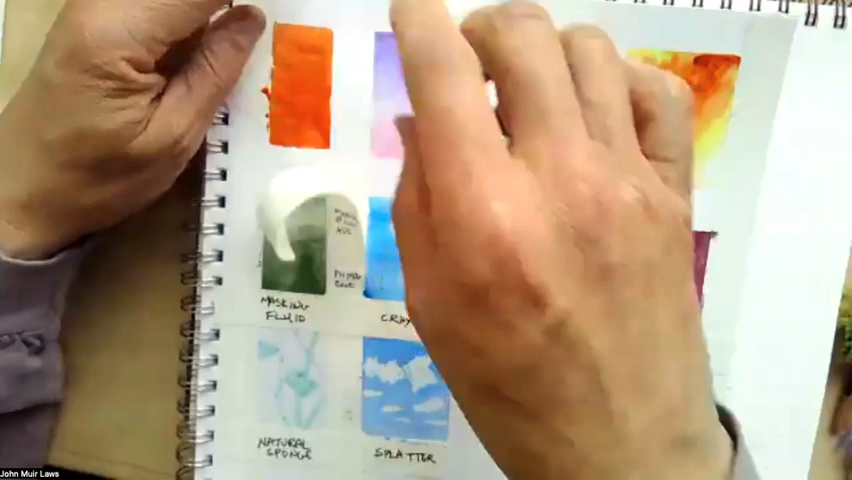 MASKING
FLUID
CRAY
NATURAL
SPONGE
SPLATTER
John Muir Laws